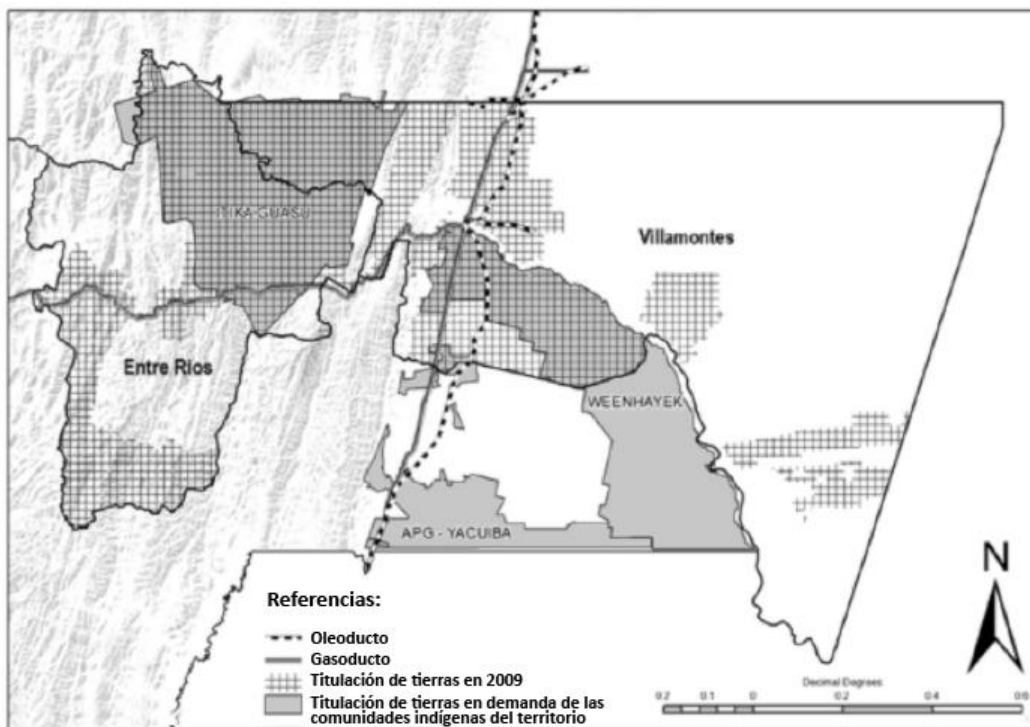 ITIKA GUASU
Villamontes
Entre Rios
WEENHAYEK
APG - YACUIBA
N
Referencias:
Oleoducto
Gasoducto
Titulación de tierras en 2009
Titulación de tierras en demanda de las
comunidades indígenas del territorio
Decimal Degrees
0.2 0.1 0 0.2 0.4 0.6